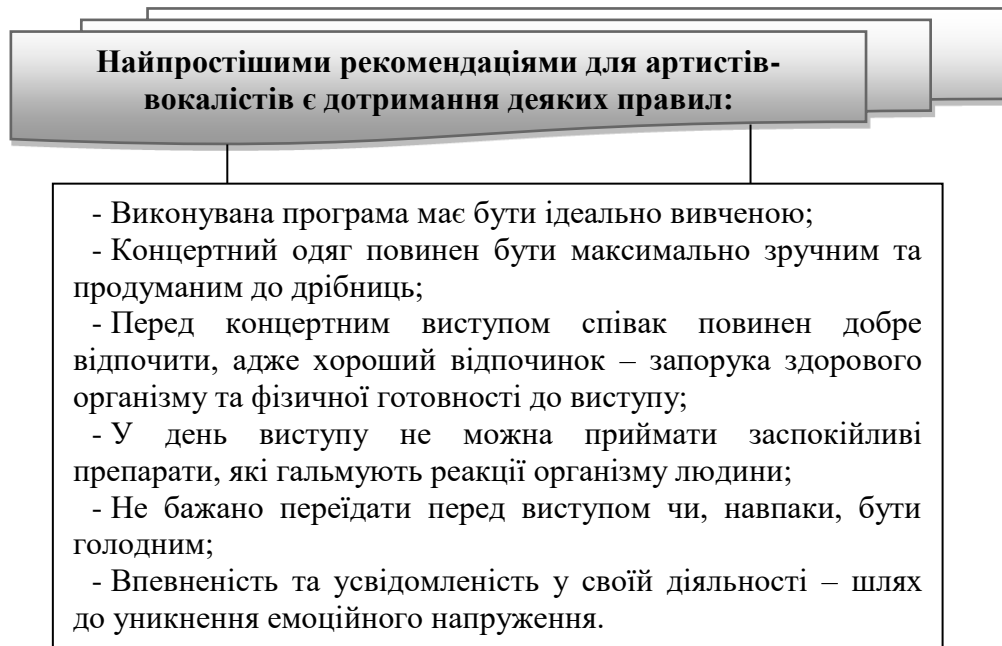 Найпростішими рекомендаціями для артистів-
вокалістів є дотримання деяких правил:
- Виконувана програма має бути ідеально вивченою;
- Концертний одяг повинен бути максимально зручним та
продуманим до дрібниць;
- Перед концертним виступом співак повинен добре
відпочити, адже хороший відпочинок – запорука здорового
організму та фізичної готовності до виступу;
- У день виступу не можна приймати заспокійливі
препарати, які гальмують реакції організму людини;
- Не бажано переїдати перед виступом чи, навпаки, бути
голодним;
- Впевненість та усвідомленість у своїй діяльності – шлях
до уникнення емоційного напруження.